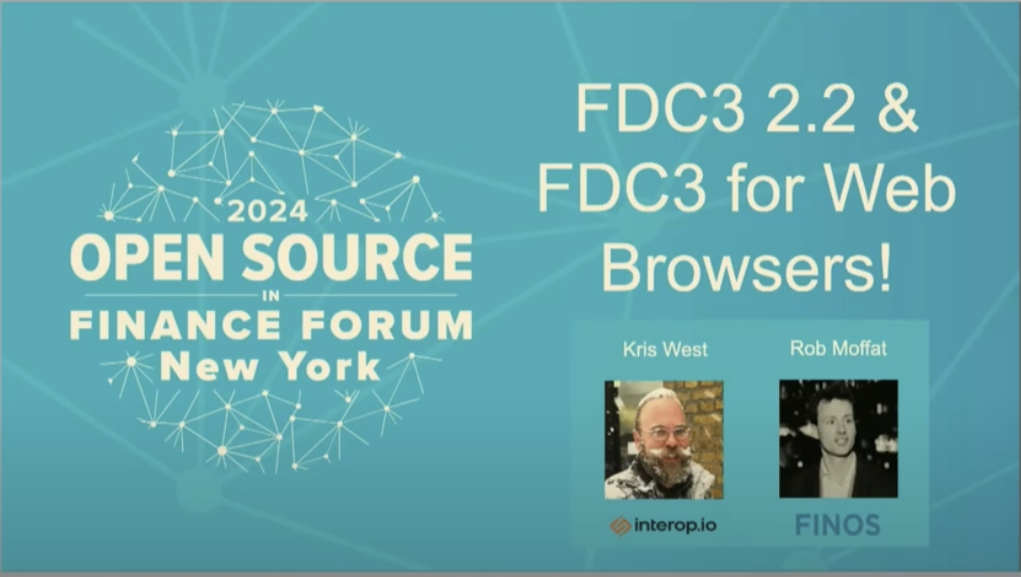 2024
OPEN SOURCE
IN
FINANCE FORUM
New York
FDC3 2.2 &
FDC3 for Web
Browsers!
Kris West
Rob Moffat
interop.io
FINOS